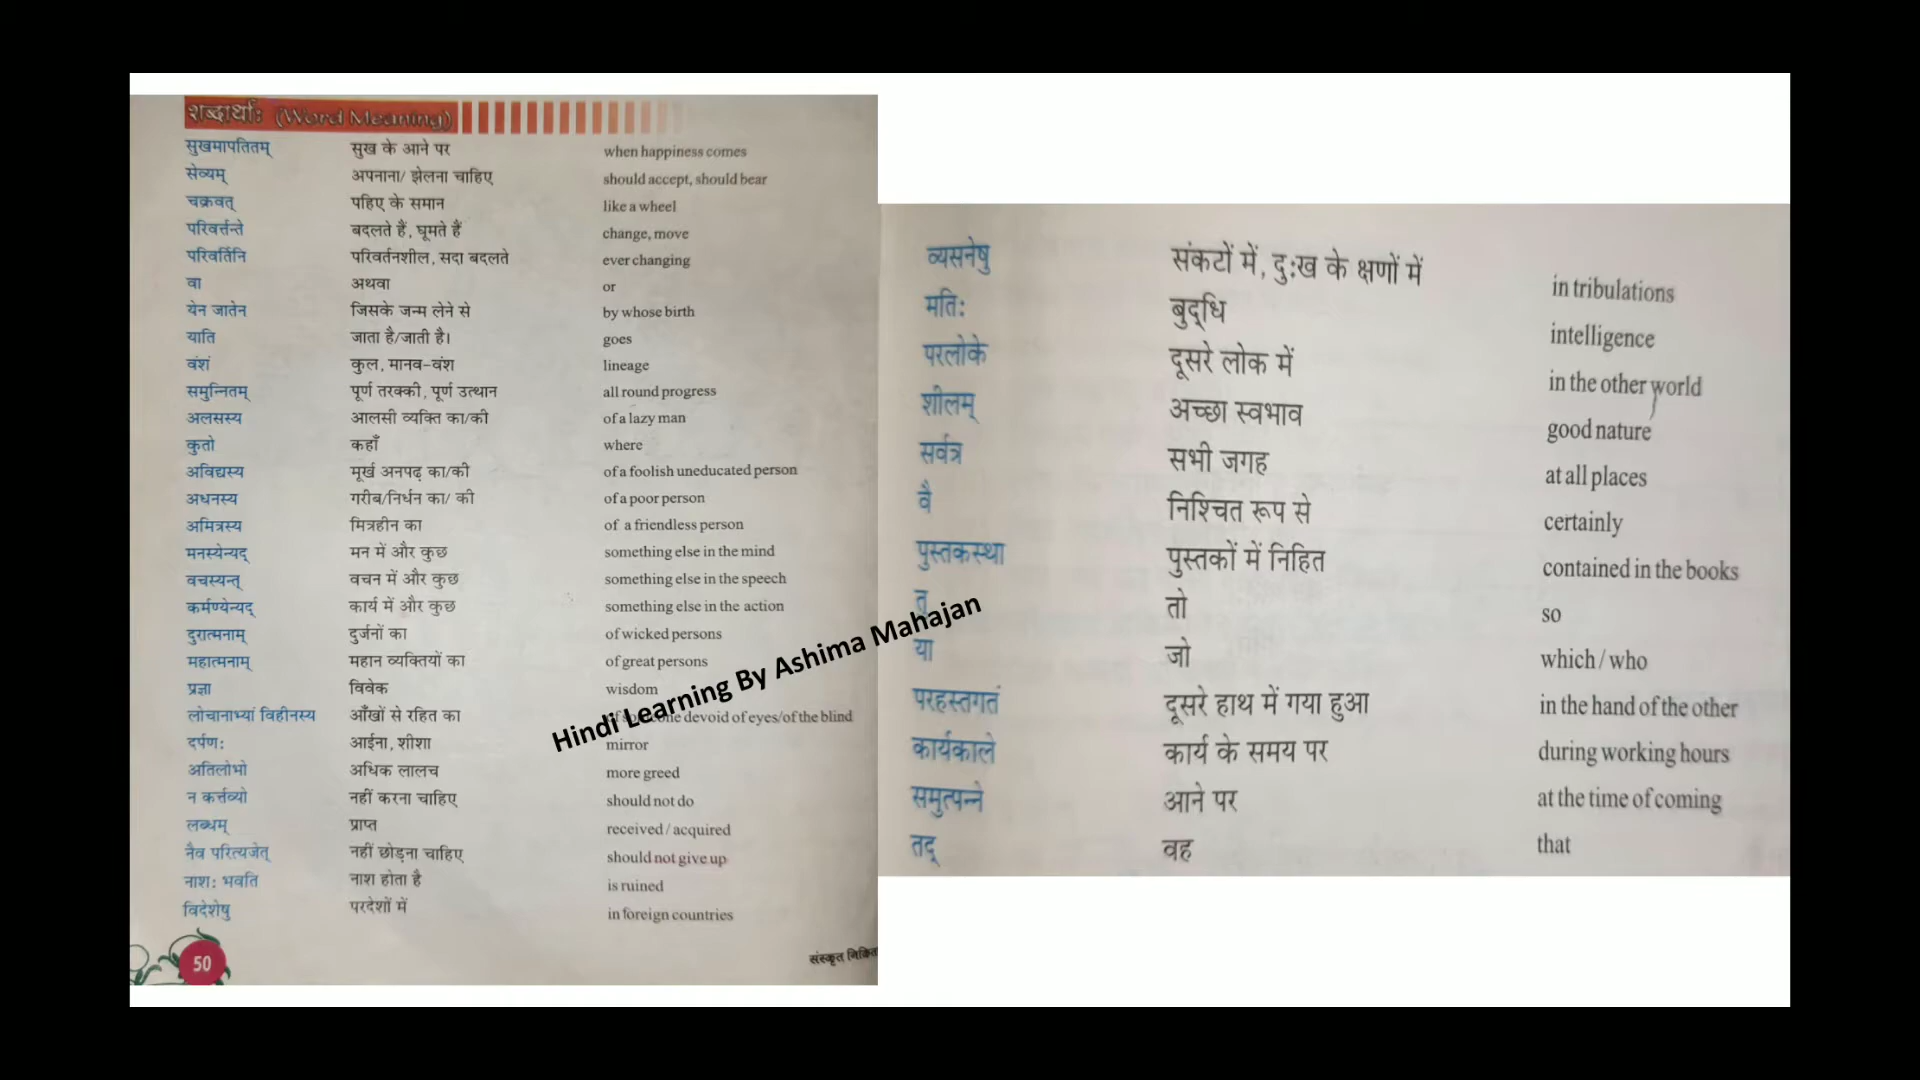 शब्दार्थाः (Word Meaning)
सुखमापतितम् सुख के आने पर when happiness comes
सेव्यम् अपनाना/ झेलना चाहिए should accept, should bear
चक्रवत् पहिए के समान like a wheel
परिवर्त्तन्ते बदलते हैं, घूमते हैं change, move
परिवर्तिनि परिवर्तनशील, सदा बदलते ever changing
वा अथवा or
येन जातेन जिसके जन्म लेने से by whose birth
याति जाता है/जाती है। goes
वंशं कुल, मानव-वंश lineage
समुन्नितम् पूर्ण तरक्की, पूर्ण उत्थान all round progress
अलसस्य आलसी व्यक्ति का/की of a lazy man
कुतो कहाँ where
अविद्यस्य मूर्ख अनपढ़ का/की of a foolish uneducated person
अधनस्य गरीब/निर्धन का/ की of a poor person
अमित्रस्य मित्रहीन का of a friendless person
मनस्येन्यद् मन में और कुछ something else in the mind
वचस्यन्त् वचन में और कुछ something else in the speech
कर्मण्येन्यद् कार्य में और कुछ something else in the action
दुरात्मनाम् दुर्जनों का of wicked persons
महात्मनाम् महान व्यक्तियों का of great persons
प्रज्ञा विवेक wisdom
लोचानाभ्यां विहीनस्य आँखों से रहित का devoid of eyes/of the blind
दर्पणः आईना, शीशा mirror
अतिलोभो अधिक लालच more greed
न कर्त्तव्यो नहीं करना चाहिए should not do
लब्धम् प्राप्त received / acquired
नैव परित्यजेत् नहीं छोड़ना चाहिए should not give up
नाशः भवति नाश होता है is ruined
विदेशेषु परदेशों में in foreign countries
50
व्यसनेषु संकटों में, दुःख के क्षणों में in tribulations
मतिः बुद्धि intelligence
परलोके दूसरे लोक में in the other world
शीलम् अच्छा स्वभाव good nature
सर्वत्र सभी जगह at all places
वै निश्चित रूप से certainly
पुस्तकस्था पुस्तकों में निहित contained in the books
तु तो so
या जो which / who
परहस्तगतं दूसरे हाथ में गया हुआ in the hand of the other
कार्यकाले कार्य के समय पर during working hours
समुत्पन्ने आने पर at the time of coming
तद् वह that
Hindi Learning By Ashima Mahajan